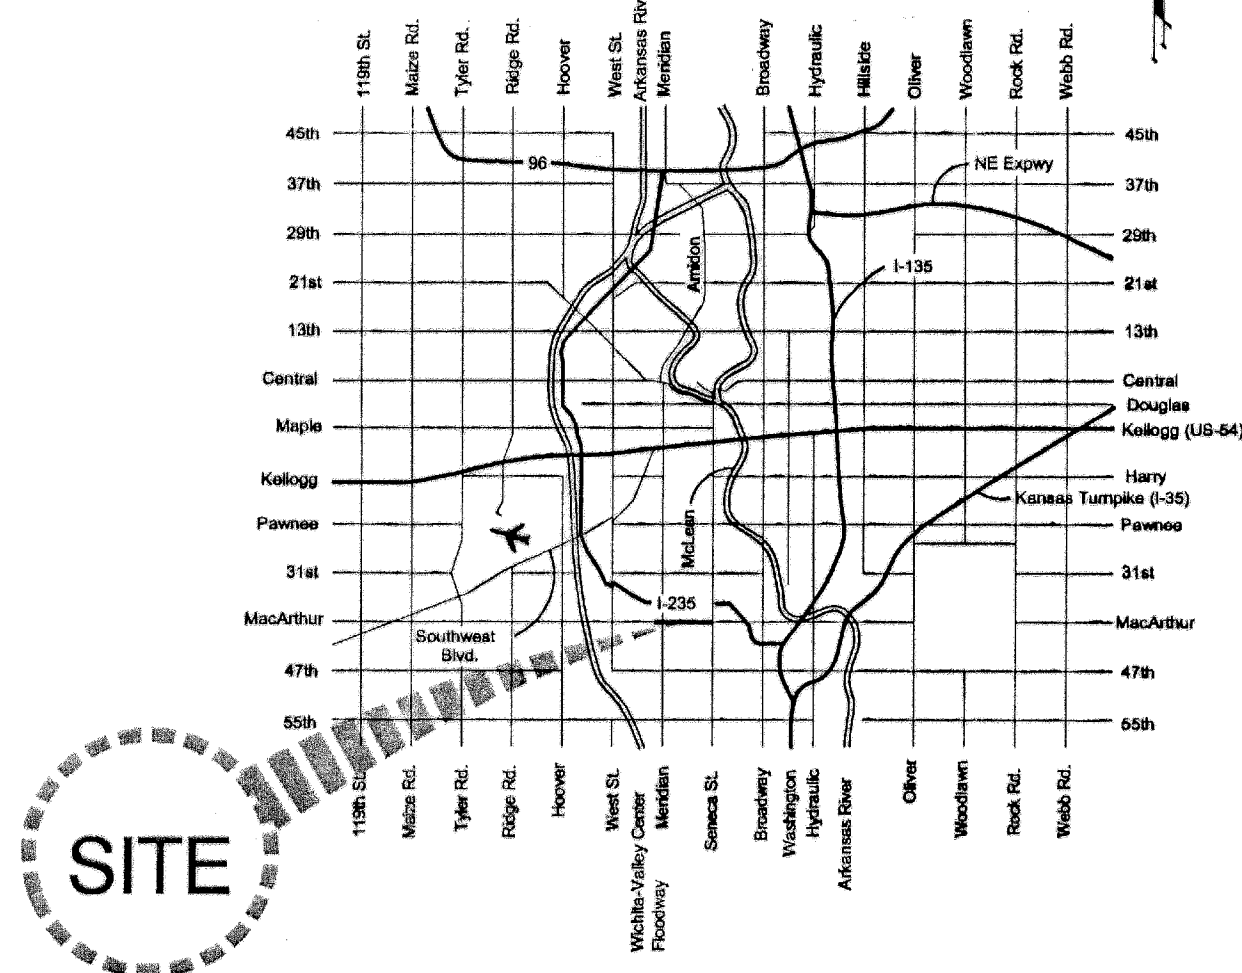 119th St.
Maize Rd.
Tyler Rd.
Ridge Rd.
Hoover
West St.
Arkansas Riv
Meridian
Broadway
Hydraulic
Hillside
Oliver
Woodlawn
Rock Rd.
Webb Rd.
45th
45th
96
NE Expwy
37th
37th
29th
29th
Amidon
I-135
21st
21st
13th
13th
Central
Central
Douglas
Maple
Kellogg (US-54)
Kellogg
Harry
Kansas Turnpike (I-35)
Pawnee
McLean
Pawnee
31st
31st
I-235
MacArthur
MacArthur
Southwest
Blvd.
47th
47th
55th
55th
119th St.
Maize Rd.
Tyler Rd.
Ridge Rd.
Hoover
West St.
Wichita-Valley Center
Floodway
Meridian
Seneca St.
Broadway
Washington
Hydraulic
Arkansas River
Oliver
Woodlawn
Rock Rd.
Webb Rd.
SITE